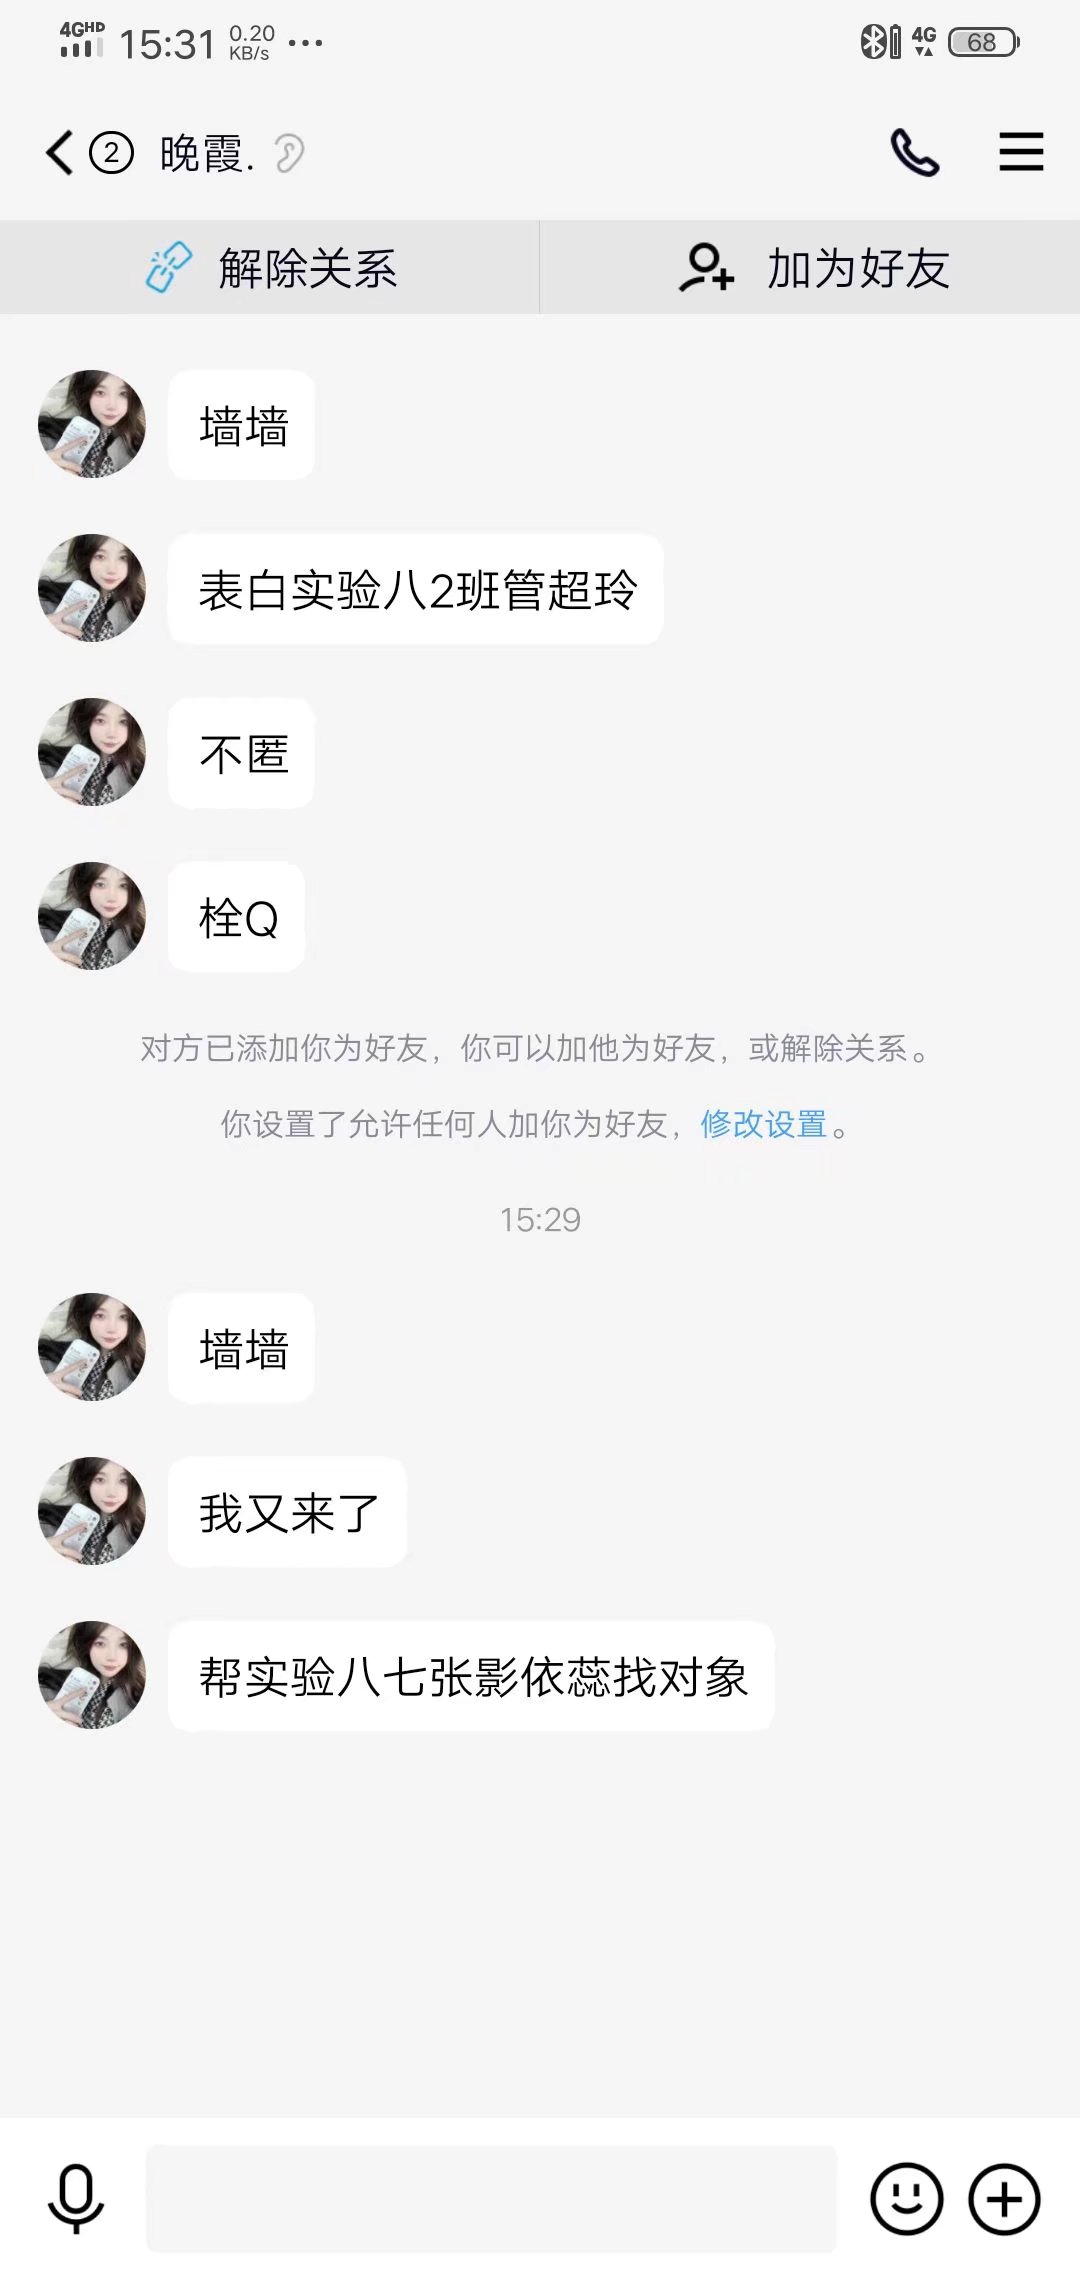 4GHD 15:31 0.20 KB/s ··· 4G 68
2 晚霞.
解除关系 加为好友
墙墙
表白实验八2班管超玲
不匿
栓Q
对方已添加你为好友，你可以加他为好友，或解除关系。
你设置了允许任何人加你为好友，修改设置。
15:29
墙墙
我又来了
帮实验八七张影依蕊找对象